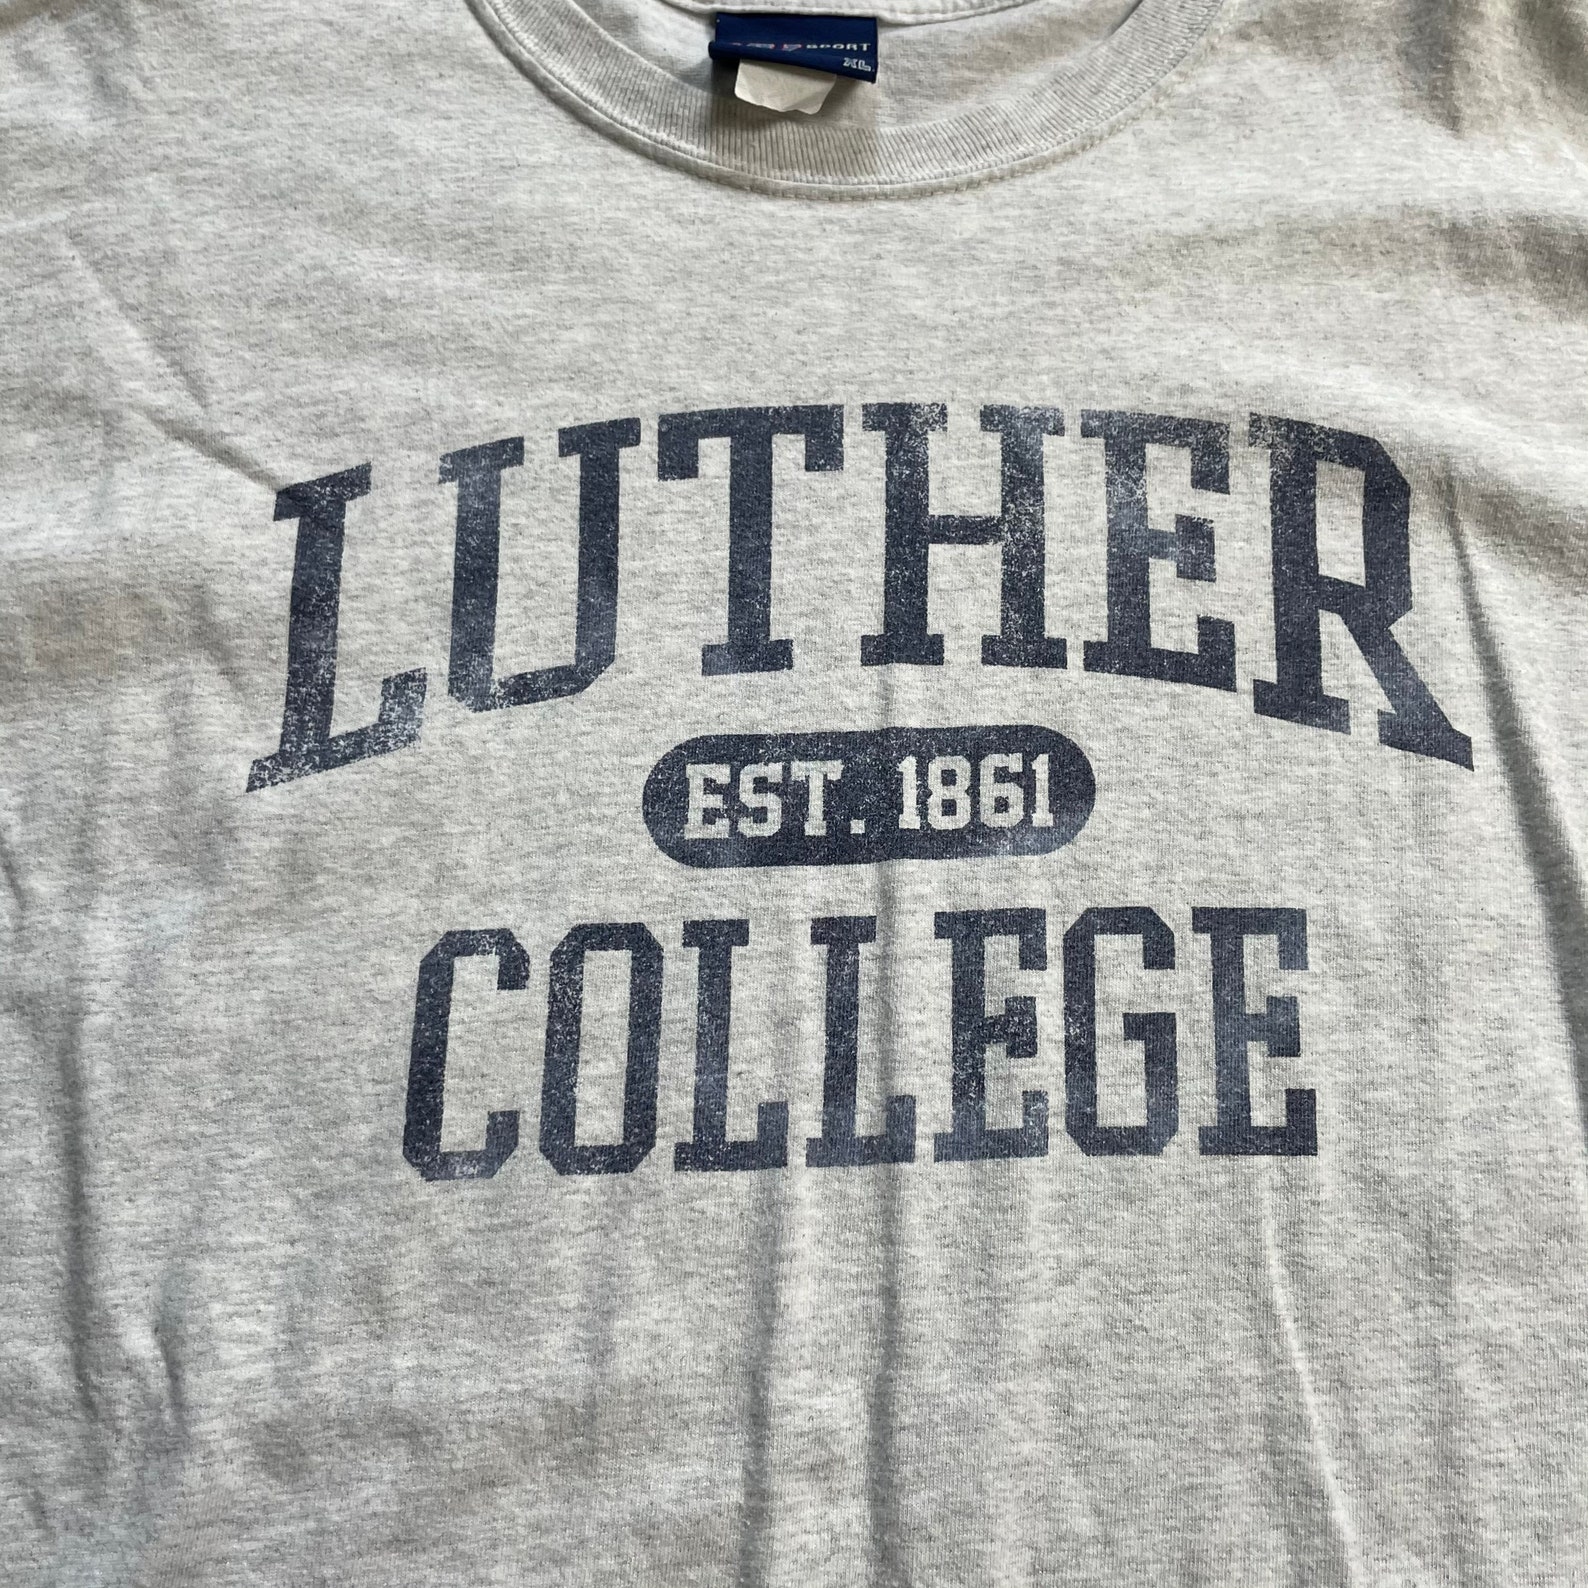 SPORT
XL
LUTHER
EST. 1861
COLLEGE